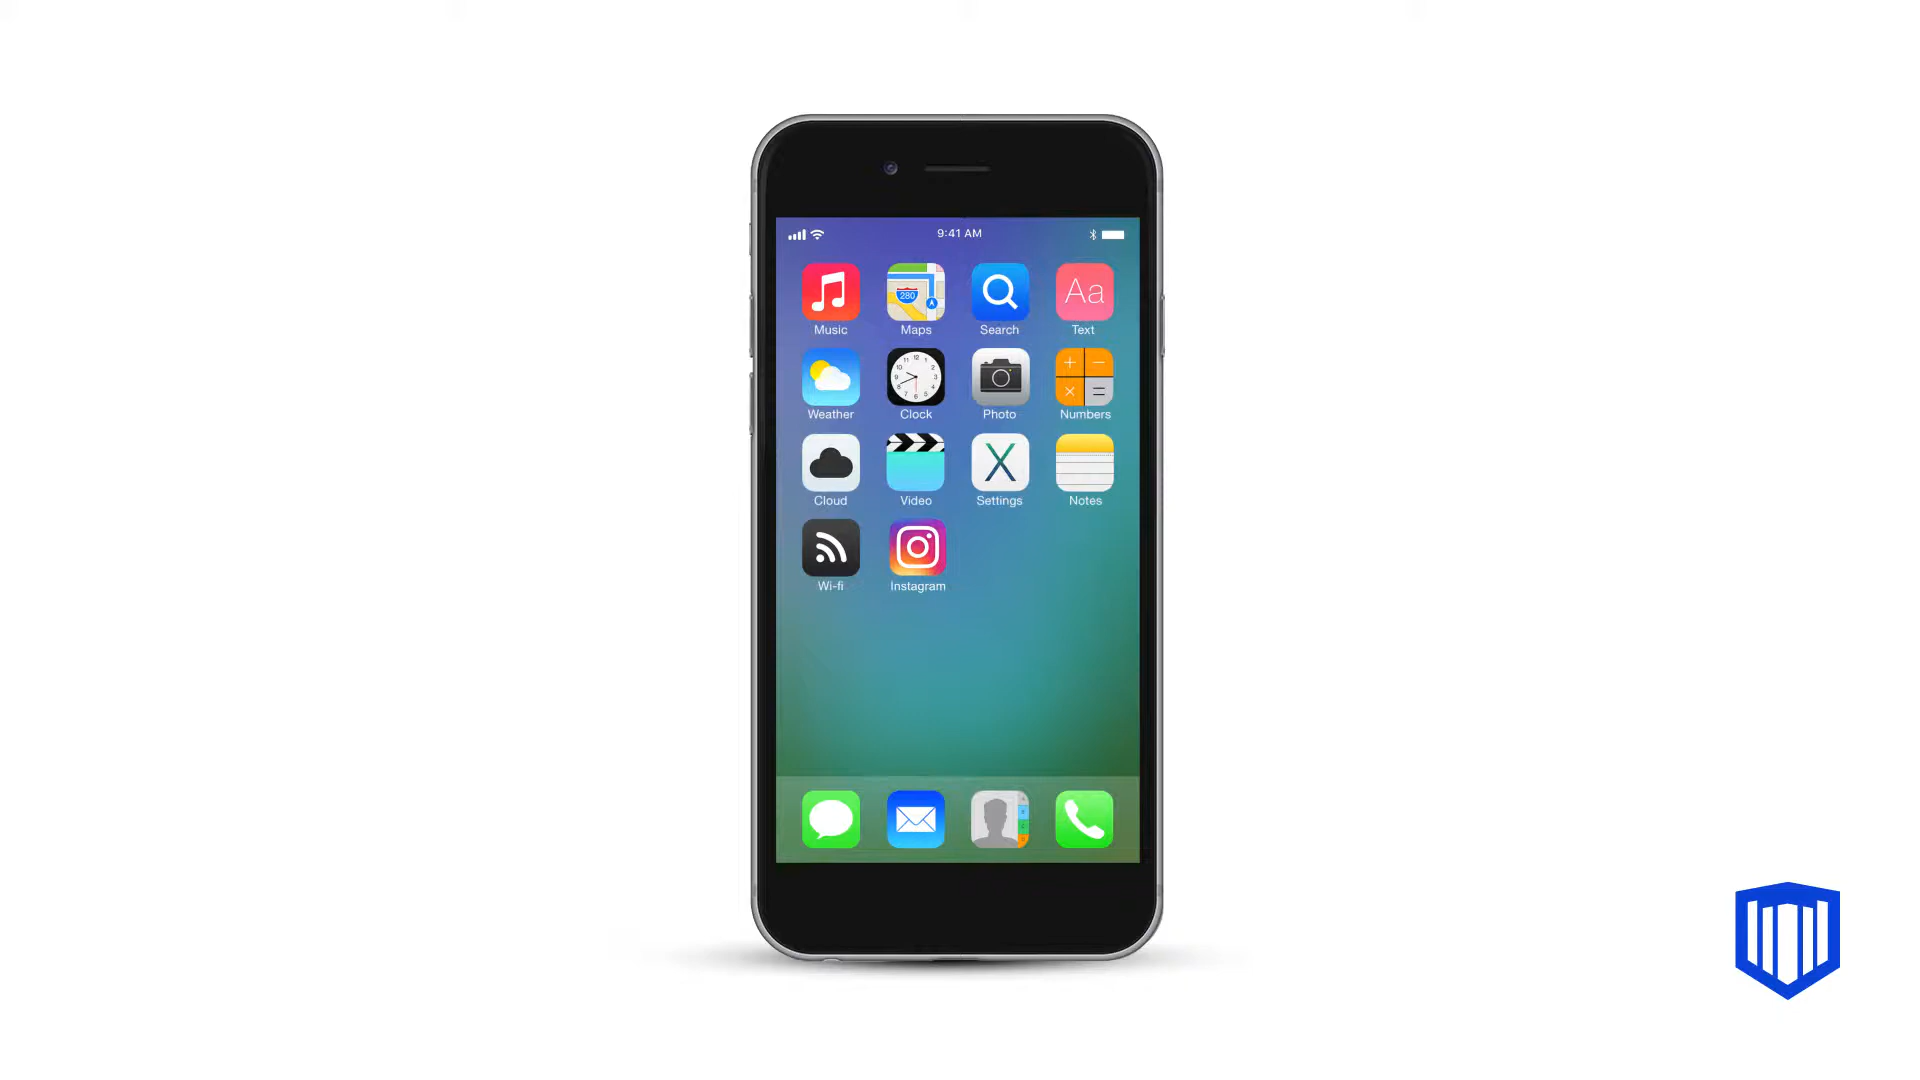 9:41 AM
280
Aa
Music Maps Search Text
Weather Clock Photo Numbers
Cloud Video Settings Notes
Wi-fi Instagram